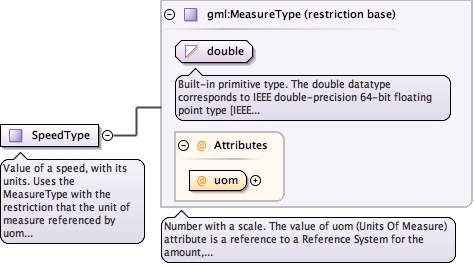 gml:MeasureType (restriction base)
double
Built-in primitive type. The double datatype
corresponds to IEEE double-precision 64-bit floating
point type [IEEE...
@ Attributes
@ uom
SpeedType
Value of a speed, with its
units. Uses the
MeasureType with the
restriction that the unit of
measure referenced by
uom...
Number with a scale. The value of uom (Units Of Measure)
attribute is a reference to a Reference System for the
amount,...